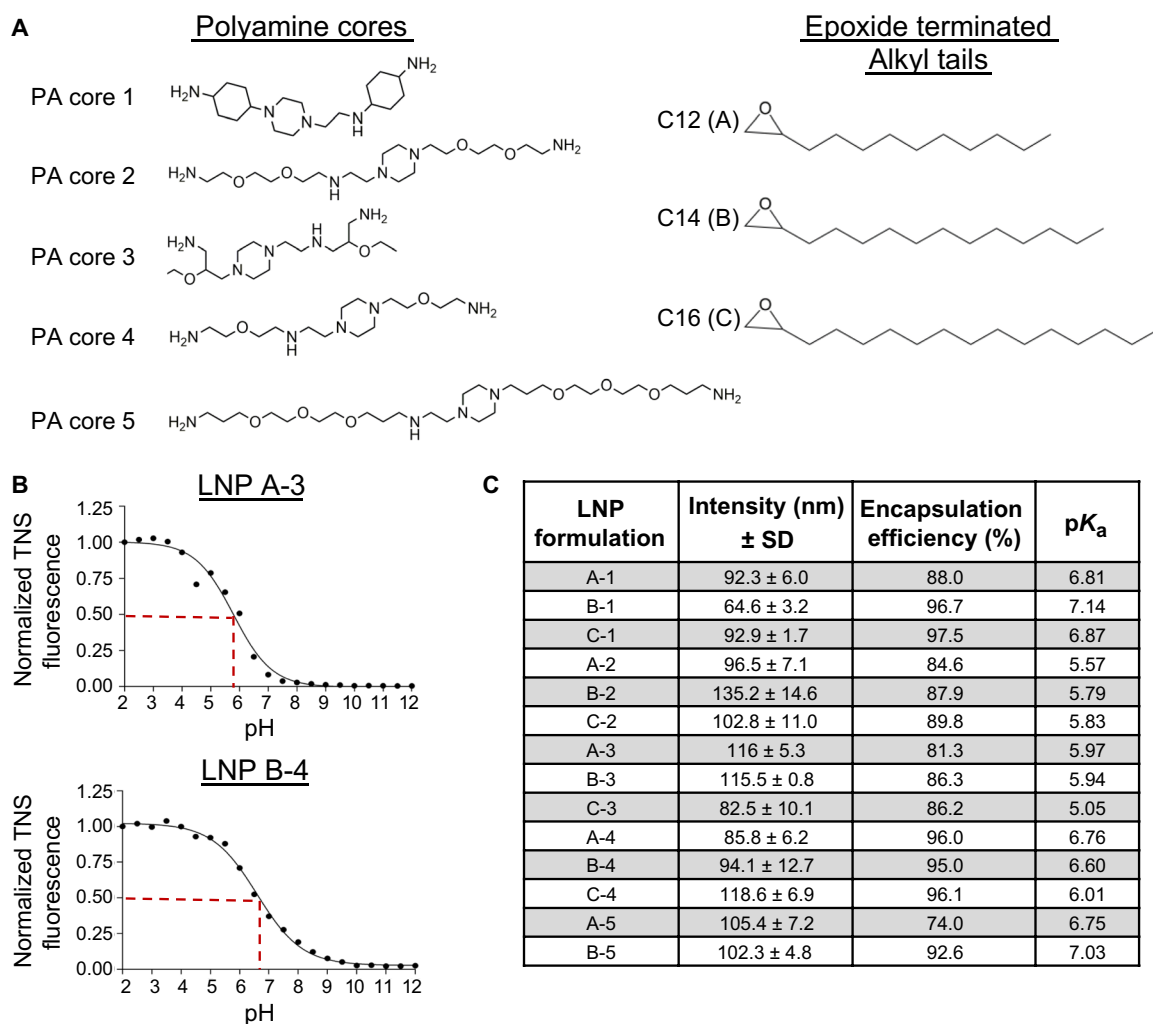 A
Polyamine cores
Epoxide terminated
Alkyl tails
PA core 1
H₂N
N
N
N
H
NH₂
PA core 2
H₂N
O
O
N
H
N
N
O
O
NH₂
PA core 3
H₂N
O
N
N
H
N
NH₂
O
PA core 4
H₂N
O
N
H
N
N
O
NH₂
PA core 5
H₂N
O
O
O
N
H
N
N
O
O
O
NH₂
C12 (A)
O
C14 (B)
O
C16 (C)
O
B
LNP A-3
Normalized TNS
fluorescence
1.25
1.00
0.75
0.50
0.25
0.00
2 3 4 5 6 7 8 9 10 11 12
pH
LNP B-4
Normalized TNS
fluorescence
1.25
1.00
0.75
0.50
0.25
0.00
2 3 4 5 6 7 8 9 10 11 12
pH
C
LNP formulation Intensity (nm) ± SD Encapsulation efficiency (%) pKₐ
A-1 92.3 ± 6.0 88.0 6.81
B-1 64.6 ± 3.2 96.7 7.14
C-1 92.9 ± 1.7 97.5 6.87
A-2 96.5 ± 7.1 84.6 5.57
B-2 135.2 ± 14.6 87.9 5.79
C-2 102.8 ± 11.0 89.8 5.83
A-3 116 ± 5.3 81.3 5.97
B-3 115.5 ± 0.8 86.3 5.94
C-3 82.5 ± 10.1 86.2 5.05
A-4 85.8 ± 6.2 96.0 6.76
B-4 94.1 ± 12.7 95.0 6.60
C-4 118.6 ± 6.9 96.1 6.01
A-5 105.4 ± 7.2 74.0 6.75
B-5 102.3 ± 4.8 92.6 7.03